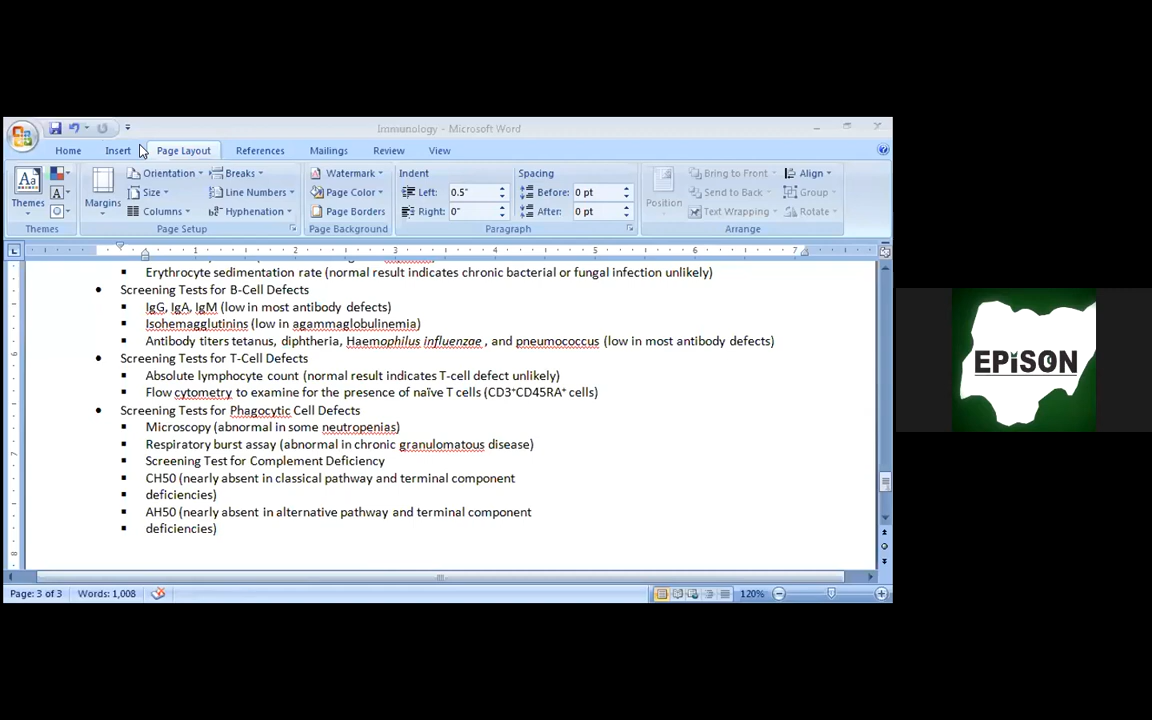 Immunology - Microsoft Word
Home Insert Page Layout References Mailings Review View
Themes Margins Orientation Size Columns Breaks Line Numbers Hyphenation Watermark Page Color Page Borders Indent Left: 0.5" Right: 0" Spacing Before: 0 pt After: 0 pt Position Bring to Front Send to Back Text Wrapping Align Group Rotate
Themes Page Setup Page Background Paragraph Arrange
1 2 3 4 5 6 7
Erythrocyte sedimentation rate (normal result indicates chronic bacterial or fungal infection unlikely)
• Screening Tests for B-Cell Defects
▪ IgG, IgA, IgM (low in most antibody defects)
▪ Isohemagglutinins (low in agammaglobulinemia)
▪ Antibody titers tetanus, diphtheria, Haemophilus influenzae , and pneumococcus (low in most antibody defects)
• Screening Tests for T-Cell Defects
▪ Absolute lymphocyte count (normal result indicates T-cell defect unlikely)
▪ Flow cytometry to examine for the presence of naïve T cells (CD3⁺CD45RA⁺ cells)
• Screening Tests for Phagocytic Cell Defects
▪ Microscopy (abnormal in some neutropenias)
▪ Respiratory burst assay (abnormal in chronic granulomatous disease)
▪ Screening Test for Complement Deficiency
▪ CH50 (nearly absent in classical pathway and terminal component
▪ deficiencies)
▪ AH50 (nearly absent in alternative pathway and terminal component
▪ deficiencies)
Page: 3 of 3 Words: 1,008 120%
EPiSON